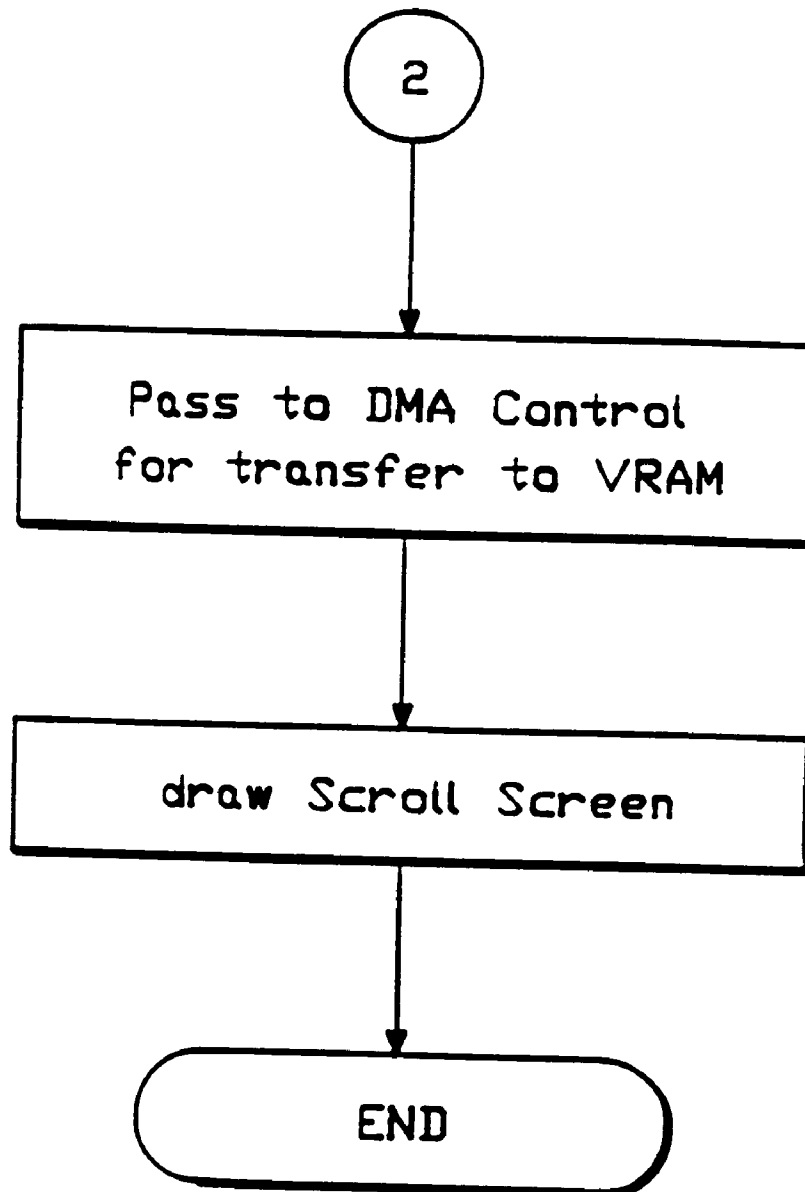 2
Pass to DMA Control
for transfer to VRAM
draw Scroll Screen
END